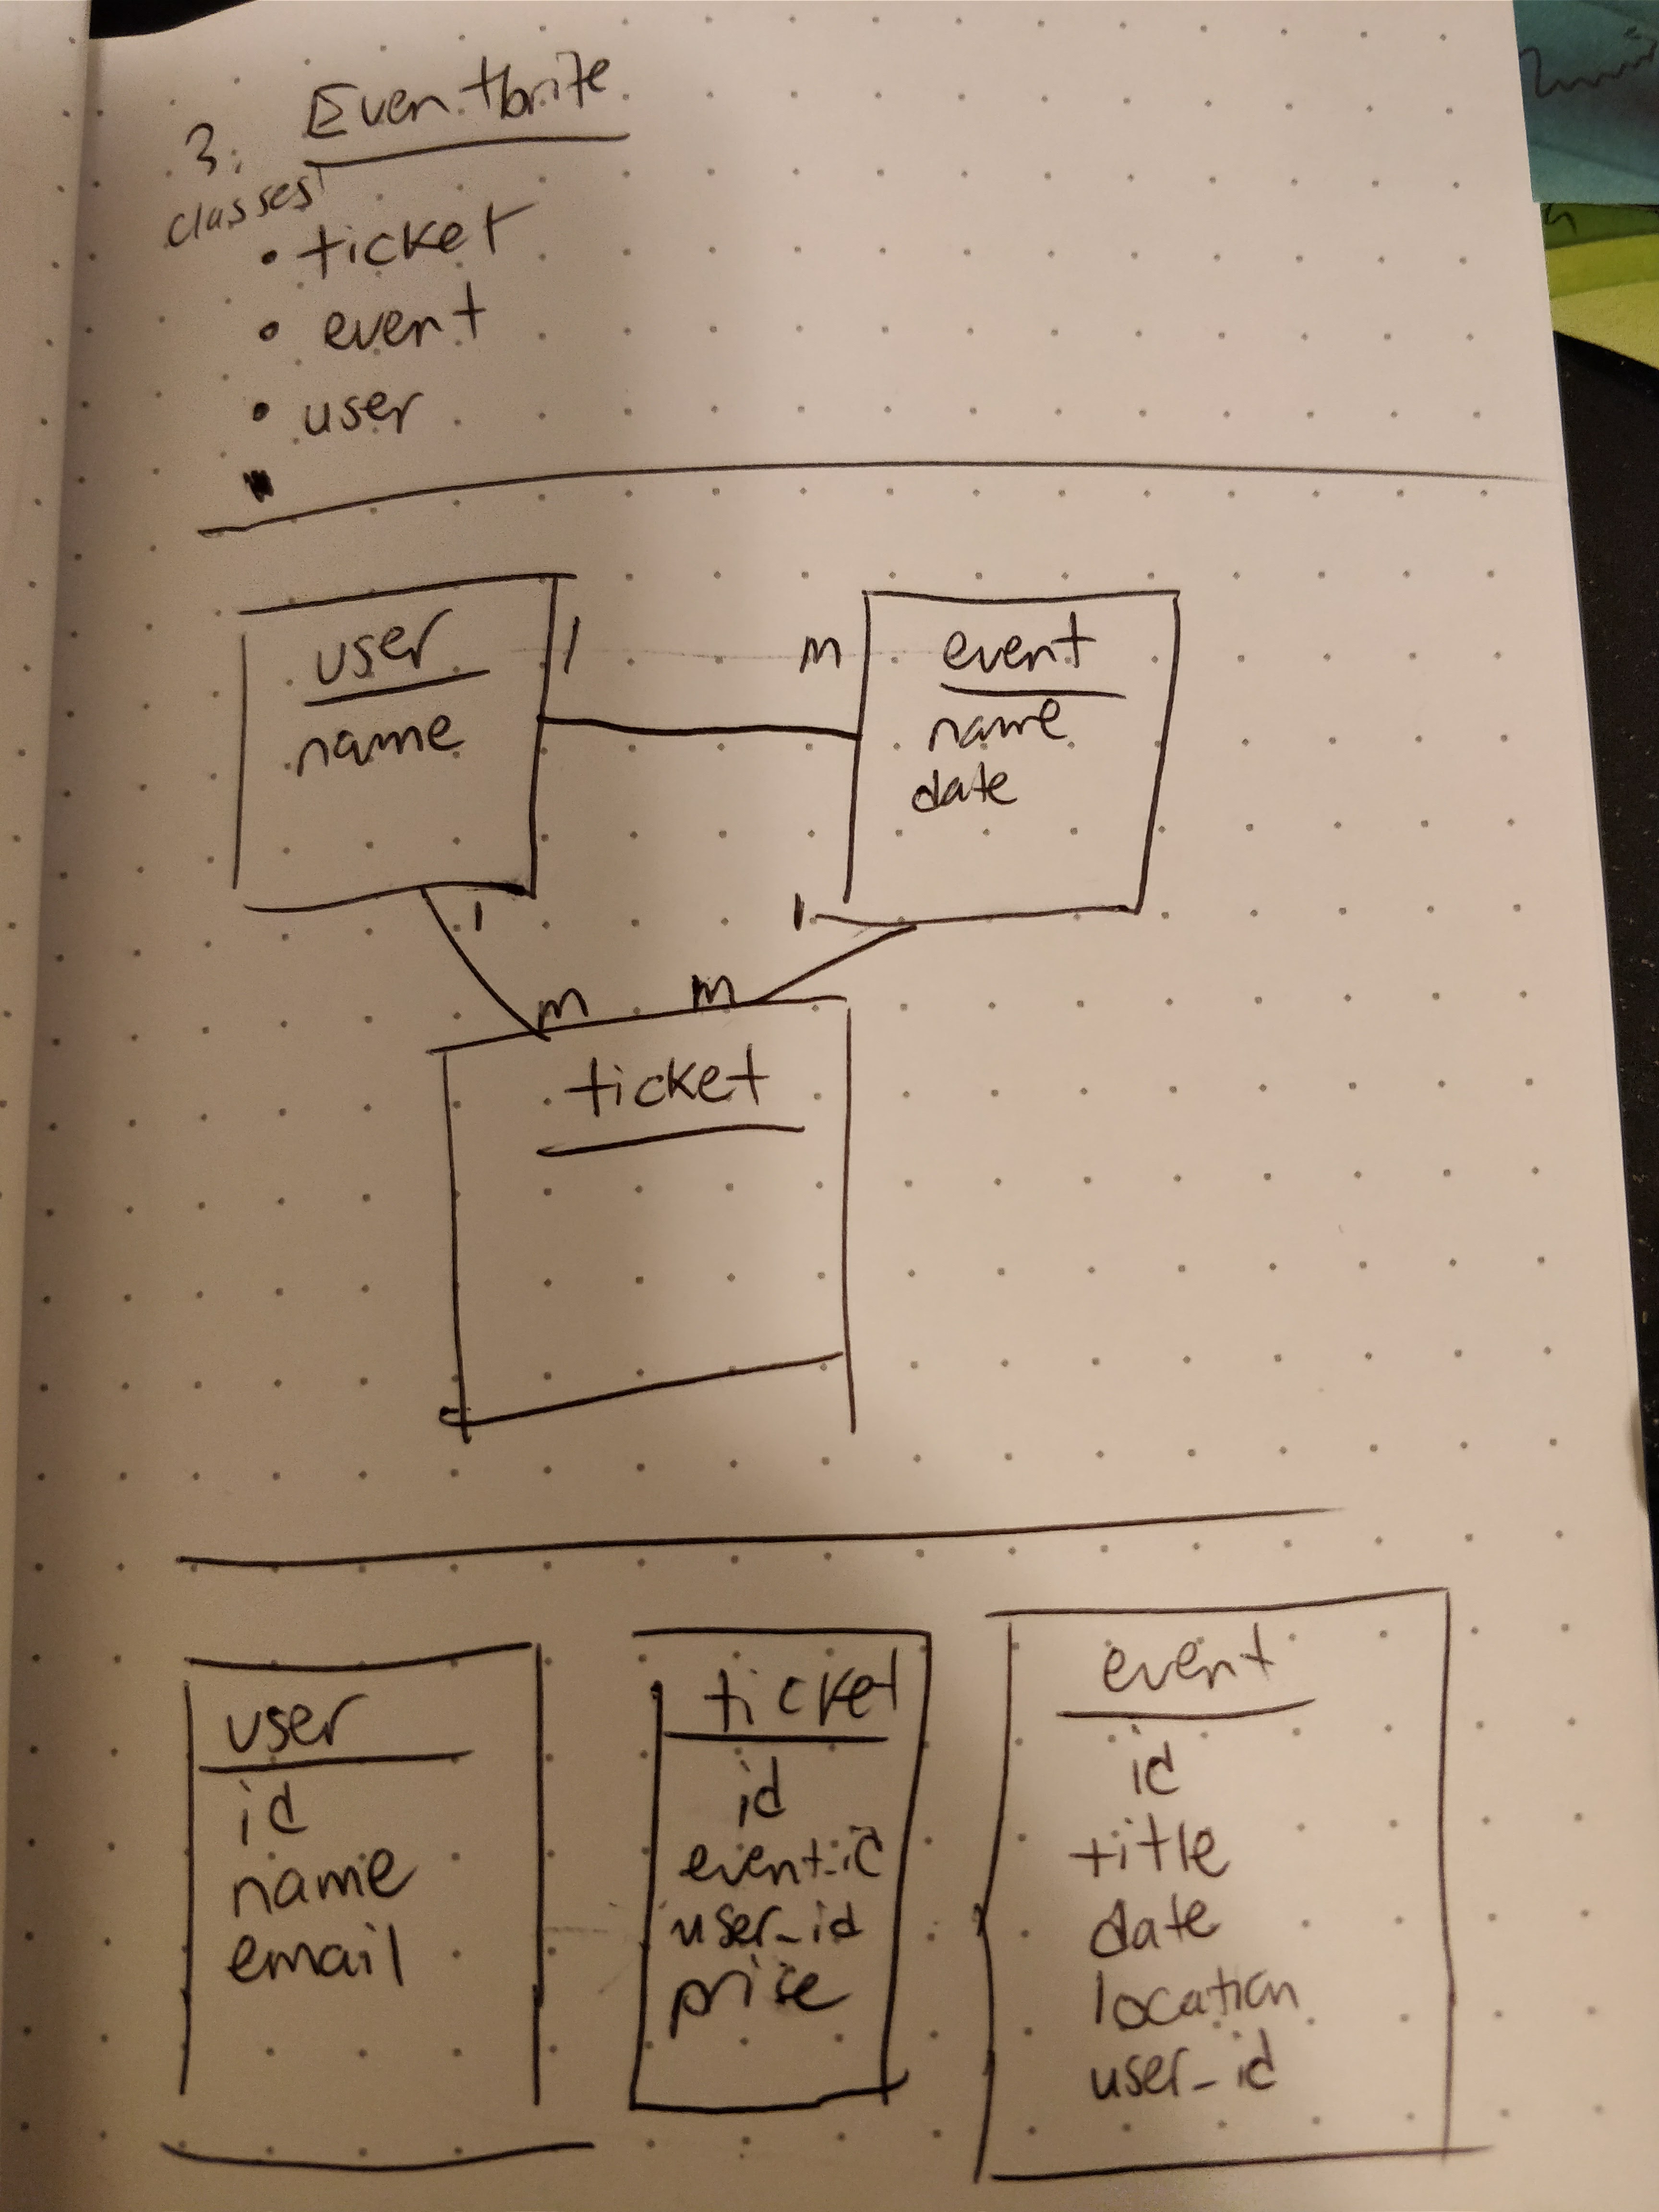 3. Eventbrite
classes
• ticket
• event
• user
user
name
1
m
event
name
date
1
1
m
m
ticket
user
id
name
email
ticket
id
event_id
user_id
price
event
id
title
date
location
user_id